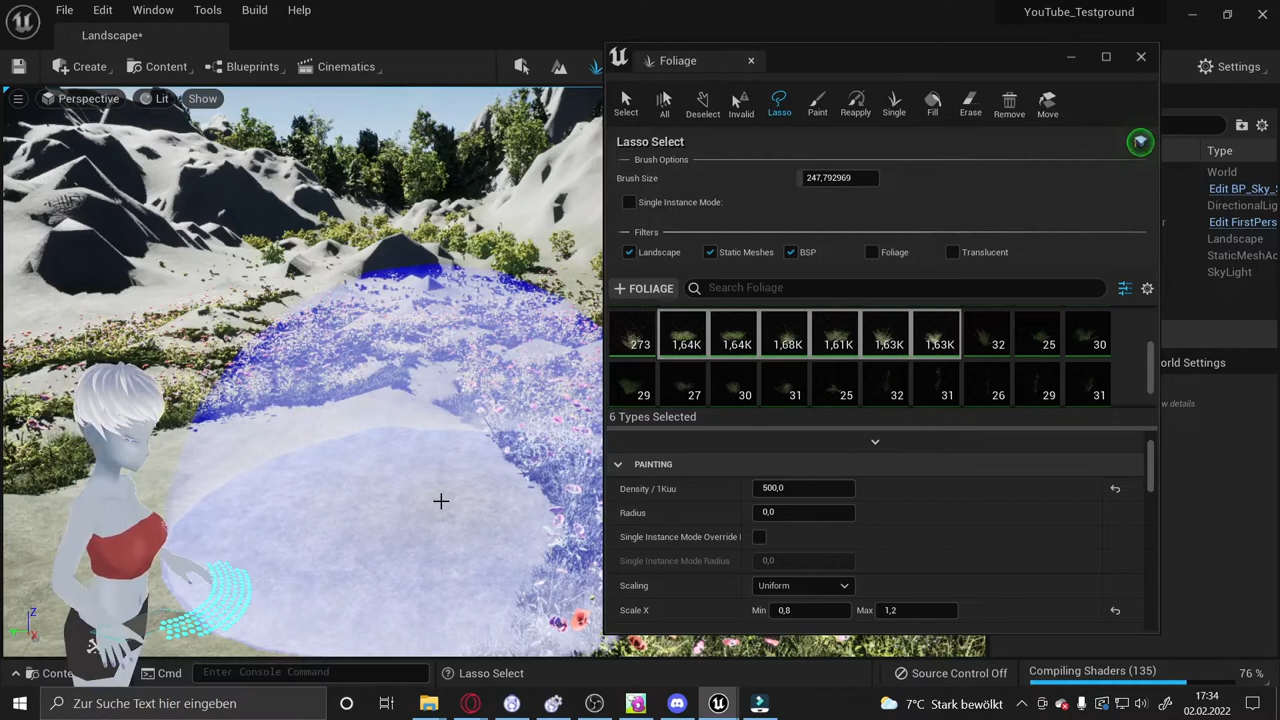 File Edit Window Tools Build Help
YouTube_Testground
Landscape*
Create Content Blueprints Cinematics
Settings
Perspective Lit Show
Foliage
Select All Deselect Invalid Lasso Paint Reapply Single Fill Erase Remove Move
Lasso Select
Brush Options
Brush Size 247,792969
Single Instance Mode:
Filters
Landscape Static Meshes BSP Foliage Translucent
+ FOLIAGE Search Foliage
273 1,64K 1,64K 1,68K 1,61K 1,63K 1,63K 32 25 30
29 27 30 31 25 32 31 26 29 31
6 Types Selected
PAINTING
Density / 1Kuu 500,0
Radius 0,0
Single Instance Mode Override
Single Instance Mode Radius 0,0
Scaling Uniform
Scale X Min 0,8 Max 1,2
Type
World
Edit BP_Sky_
DirectionalLig
Edit FirstPers
Landscape
StaticMeshAc
SkyLight
orld Settings
w details.
Conte Cmd Enter Console Command Lasso Select Source Control Off Compiling Shaders (135) 76 %
Zur Suche Text hier eingeben
7°C Stark bewölkt
17:34
02.02.2022